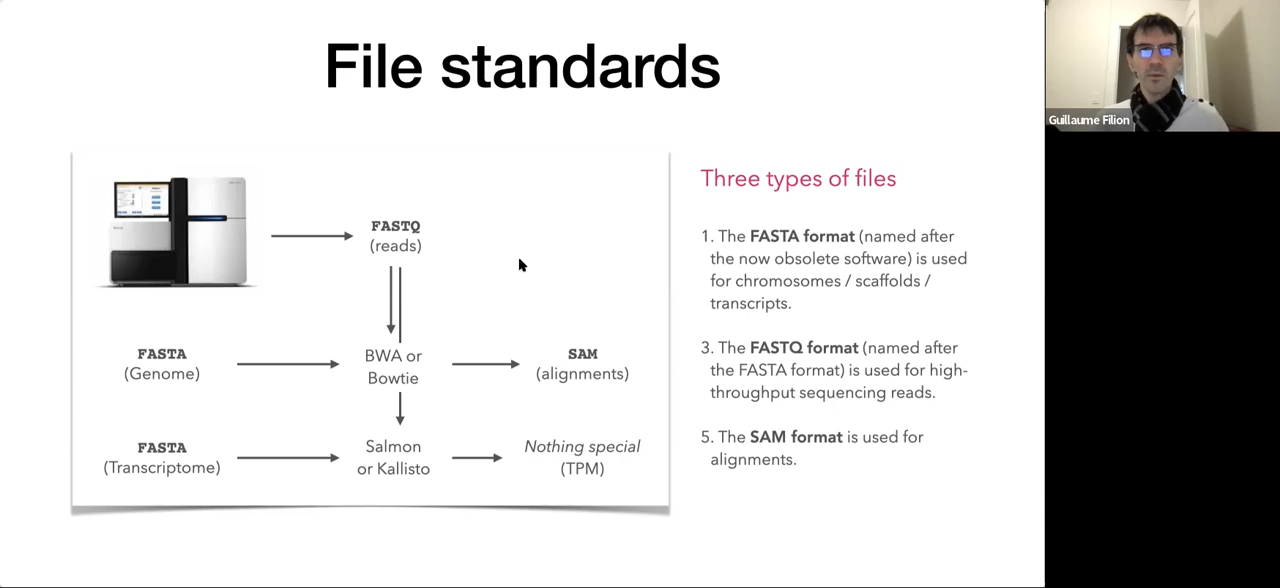 File standards
Guillaume Filion
FASTQ
(reads)
FASTA
(Genome)
BWA or
Bowtie
SAM
(alignments)
FASTA
(Transcriptome)
Salmon
or Kallisto
Nothing special
(TPM)
Three types of files
1. The FASTA format (named after
the now obsolete software) is used
for chromosomes / scaffolds /
transcripts.
3. The FASTQ format (named after
the FASTA format) is used for high-
throughput sequencing reads.
5. The SAM format is used for
alignments.